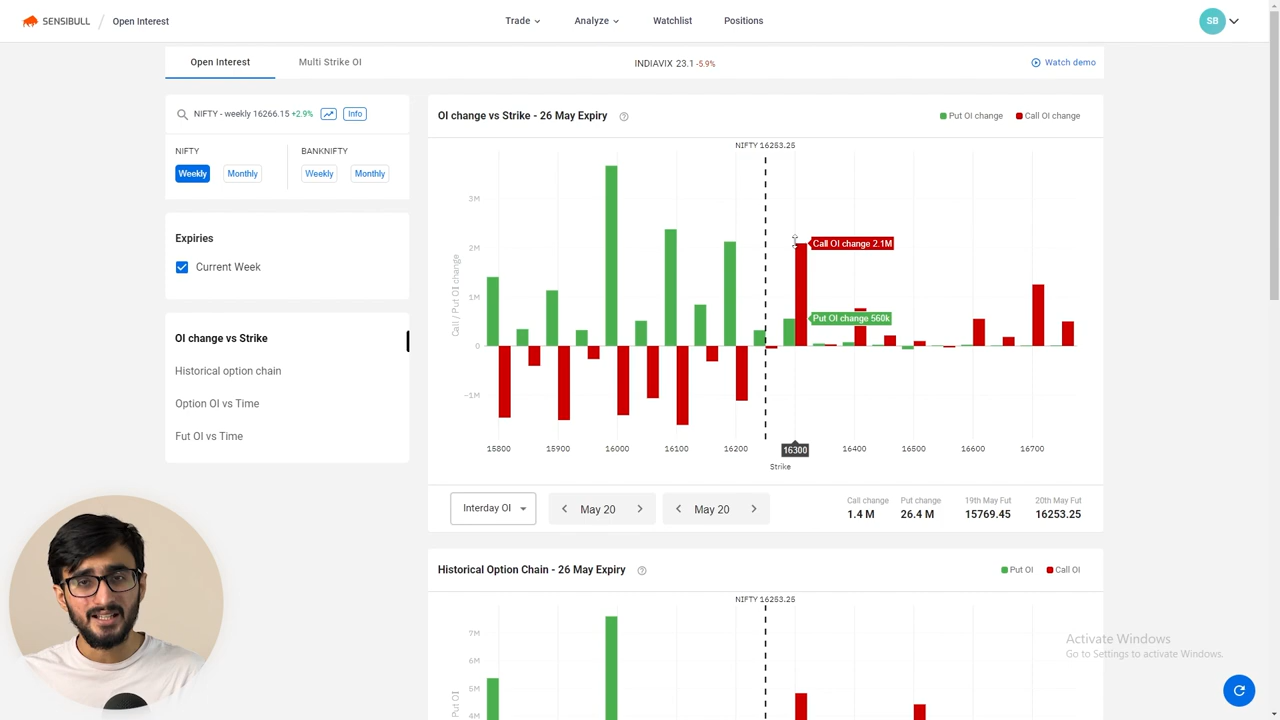 SENSIBULL / Open Interest
Trade
Analyze
Watchlist
Positions
SB
Open Interest
Multi Strike OI
INDIAVIX 23.1 -5.9%
Watch demo
NIFTY - weekly 16266.15 +2.9%
Info
NIFTY
BANKNIFTY
Weekly
Monthly
Weekly
Monthly
Expiries
Current Week
OI change vs Strike
Historical option chain
Option OI vs Time
Fut OI vs Time
OI change vs Strike - 26 May Expiry
Put OI change
Call OI change
NIFTY 16253.25
3M
2M
1M
0
-1M
Call / Put OI change
Call OI change 2.1M
Put OI change 560k
15800
15900
16000
16100
16200
16300
16400
16500
16600
16700
Strike
Interday OI
May 20
May 20
Call change
Put change
19th May Fut
20th May Fut
1.4 M
26.4 M
15769.45
16253.25
Historical Option Chain - 26 May Expiry
Put OI
Call OI
NIFTY 16253.25
7M
6M
5M
4M
Put OI
Activate Windows
Go to Settings to activate Windows.